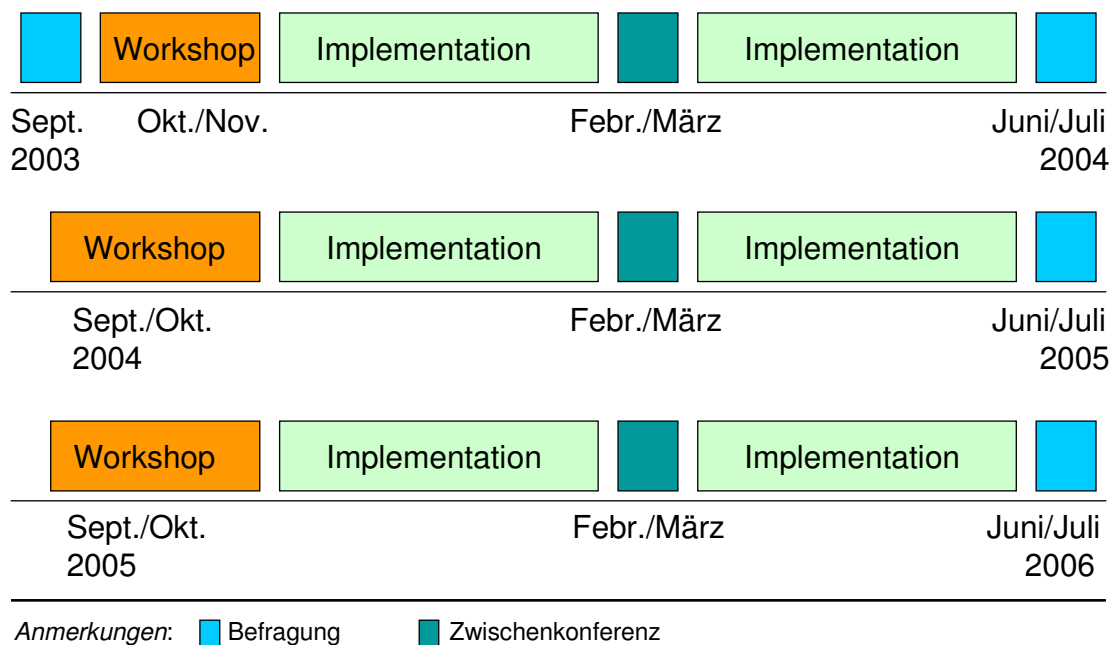 Workshop Implementation Implementation
Sept. Okt./Nov. Febr./März Juni/Juli
2003 2004
Workshop Implementation Implementation
Sept./Okt. Febr./März Juni/Juli
2004 2005
Workshop Implementation Implementation
Sept./Okt. Febr./März Juni/Juli
2005 2006
Anmerkungen: Befragung Zwischenkonferenz